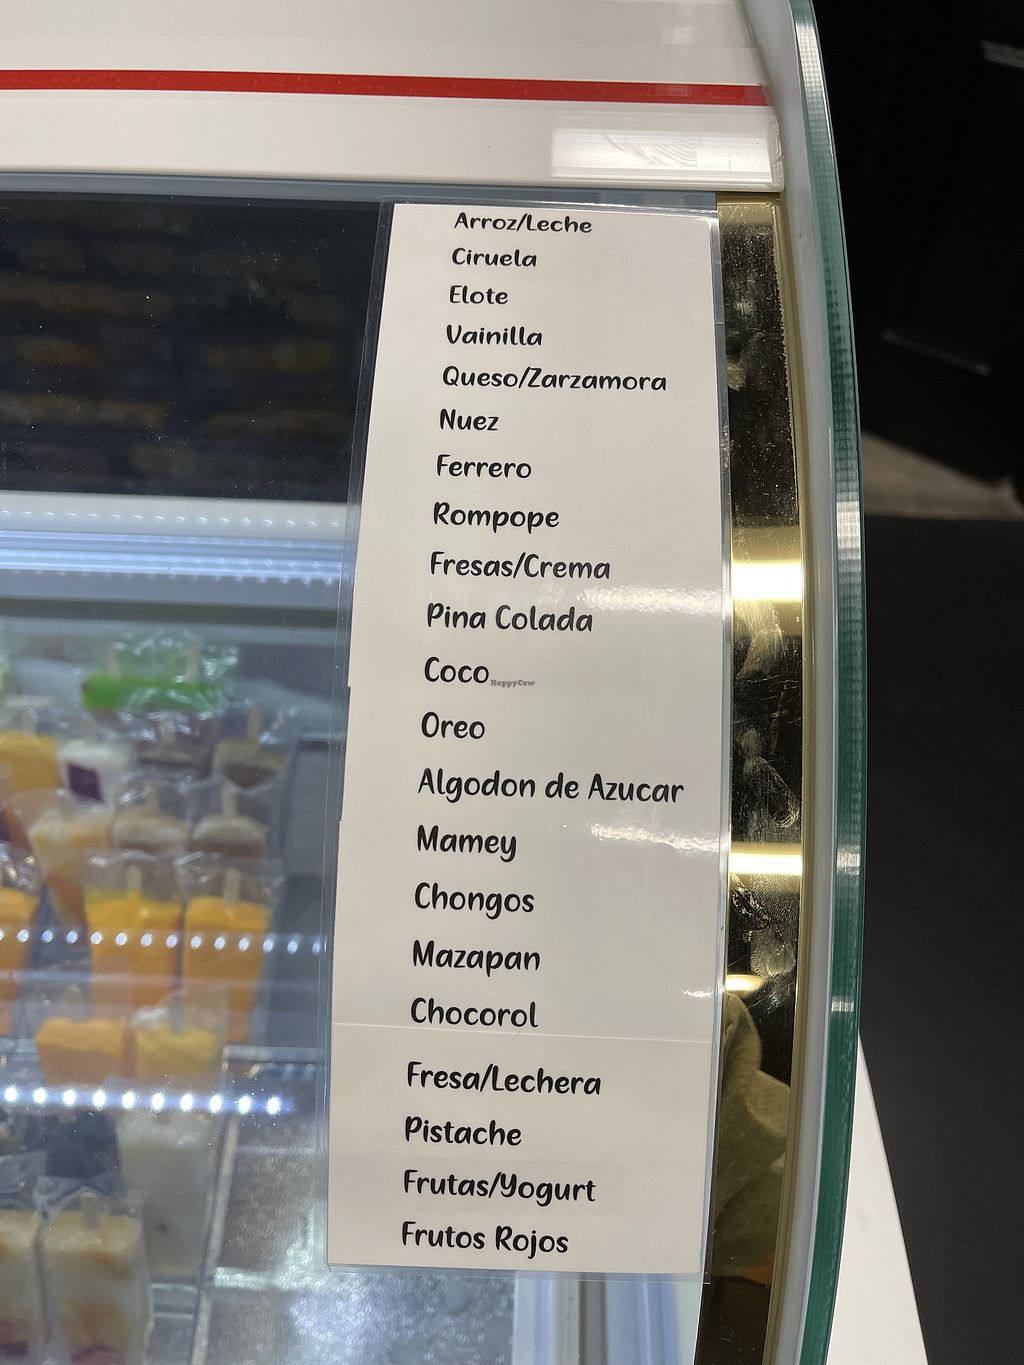 Arroz/Leche
Ciruela
Elote
Vainilla
Queso/Zarzamora
Nuez
Ferrero
Rompope
Fresas/Crema
Pina Colada
Coco
HappyCow
Oreo
Algodon de Azucar
Mamey
Chongos
Mazapan
Chocorol
Fresa/Lechera
Pistache
Frutas/Yogurt
Frutos Rojos